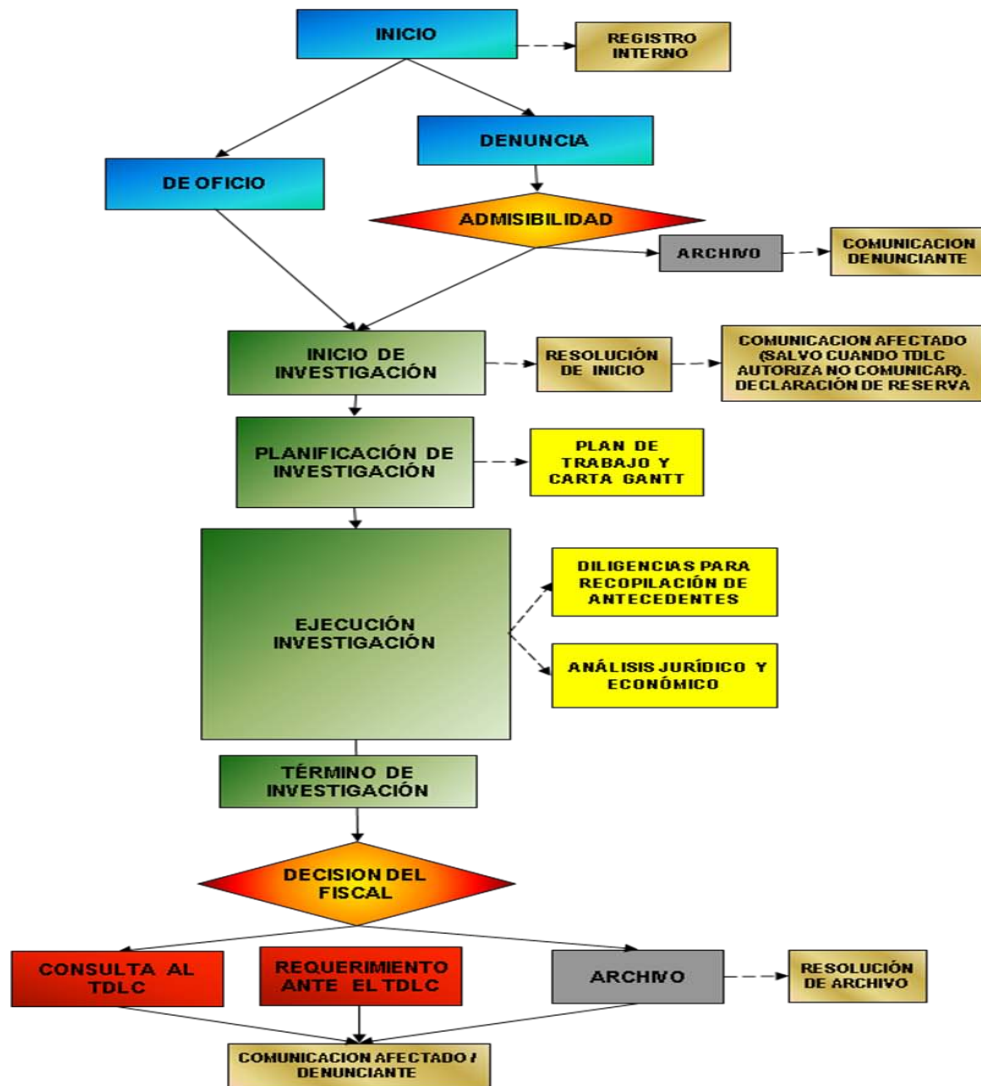 INICIO
REGISTRO
INTERNO
DENUNCIA
DE OFICIO
ADMISIBILIDAD
ARCHIVO
COMUNICACION
DENUNCIANTE
INICIO DE
INVESTIGACIÓN
RESOLUCIÓN
DE INICIO
COMUNICACION AFECTADO
(SALVO CUANDO TDLC
AUTORIZA NO COMUNICAR).
DECLARACIÓN DE RESERVA
PLANIFICACIÓN DE
INVESTIGACIÓN
PLAN DE
TRABAJO Y
CARTA GANTT
EJECUCIÓN
INVESTIGACIÓN
DILIGENCIAS PARA
RECOPILACIÓN DE
ANTECEDENTES
ANÁLISIS JURÍDICO Y
ECONÓMICO
TÉRMINO DE
INVESTIGACIÓN
DECISION DEL
FISCAL
CONSULTA AL
TDLC
REQUERIMIENTO
ANTE EL TDLC
ARCHIVO
RESOLUCIÓN
DE ARCHIVO
COMUNICACION AFECTADO /
DENUNCIANTE